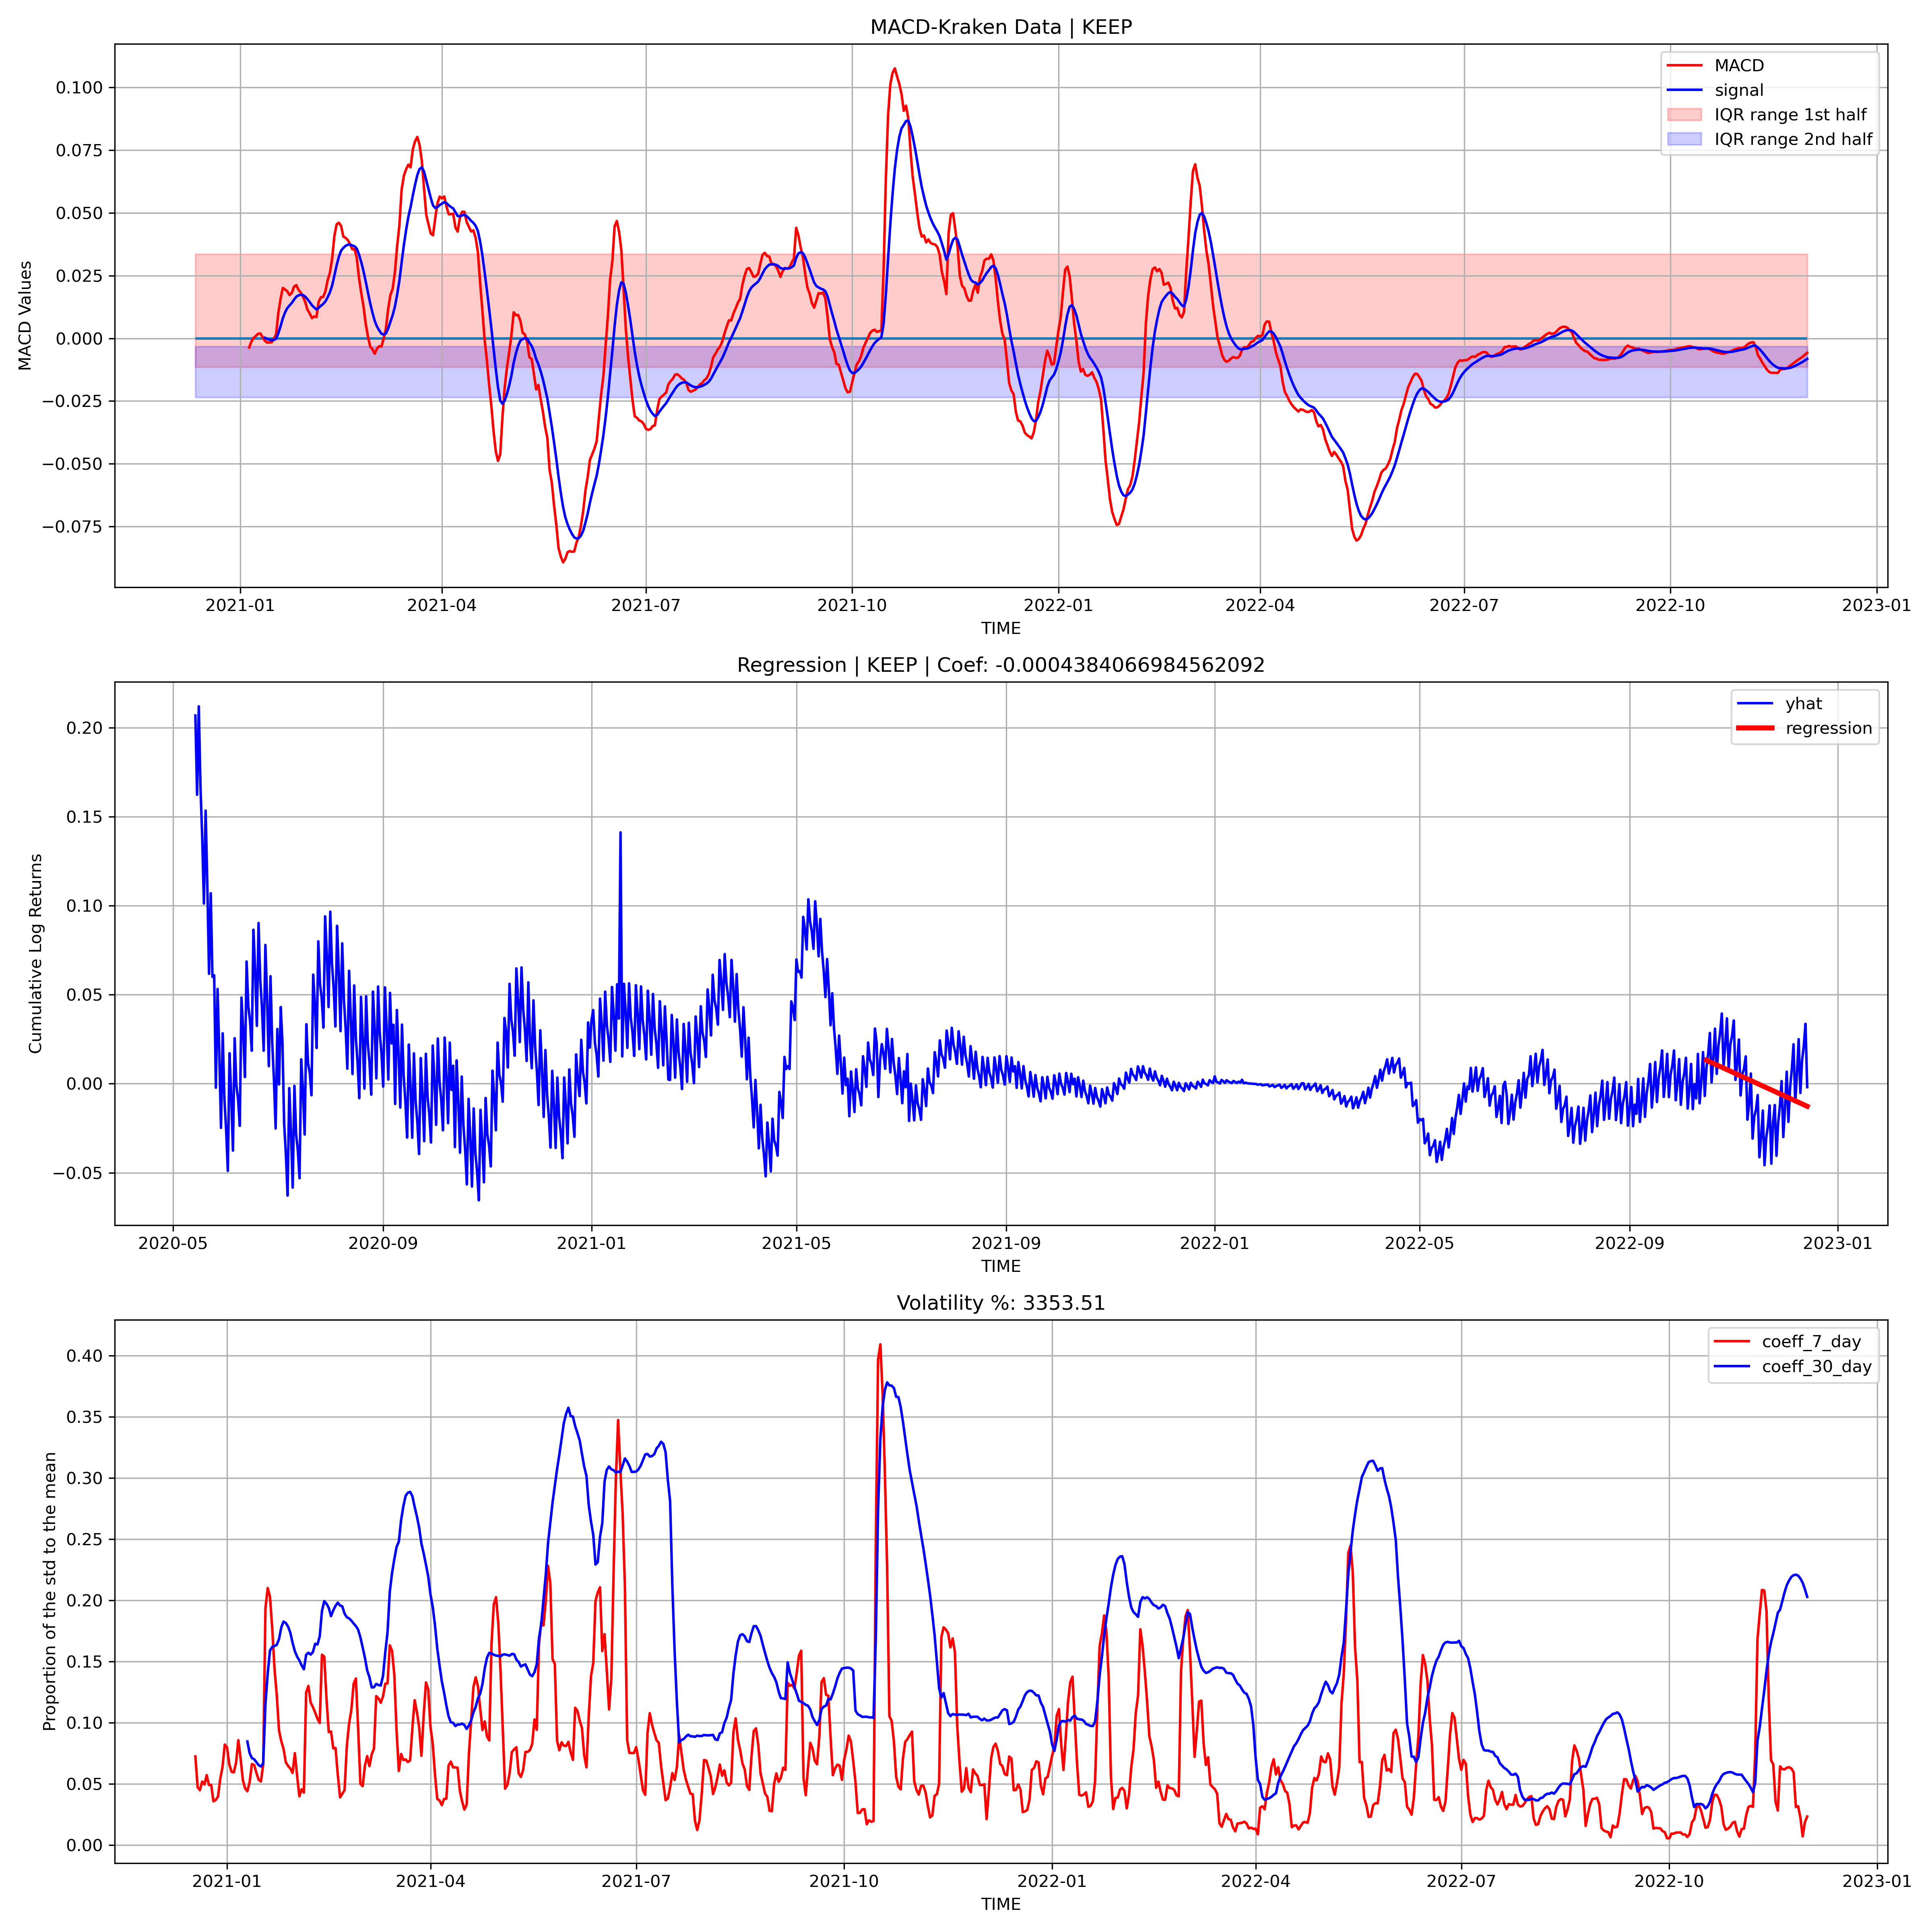 MACD-Kraken Data | KEEP
MACD
signal
IQR range 1st half
IQR range 2nd half
MACD Values
0.100
0.075
0.050
0.025
0.000
−0.025
−0.050
−0.075
2021-01 2021-04 2021-07 2021-10 2022-01 2022-04 2022-07 2022-10 2023-01
TIME
Regression | KEEP | Coef: -0.0004384066984562092
yhat
regression
Cumulative Log Returns
0.20
0.15
0.10
0.05
0.00
−0.05
2020-05 2020-09 2021-01 2021-05 2021-09 2022-01 2022-05 2022-09 2023-01
TIME
Volatility %: 3353.51
coeff_7_day
coeff_30_day
Proportion of the std to the mean
0.40
0.35
0.30
0.25
0.20
0.15
0.10
0.05
0.00
2021-01 2021-04 2021-07 2021-10 2022-01 2022-04 2022-07 2022-10 2023-01
TIME